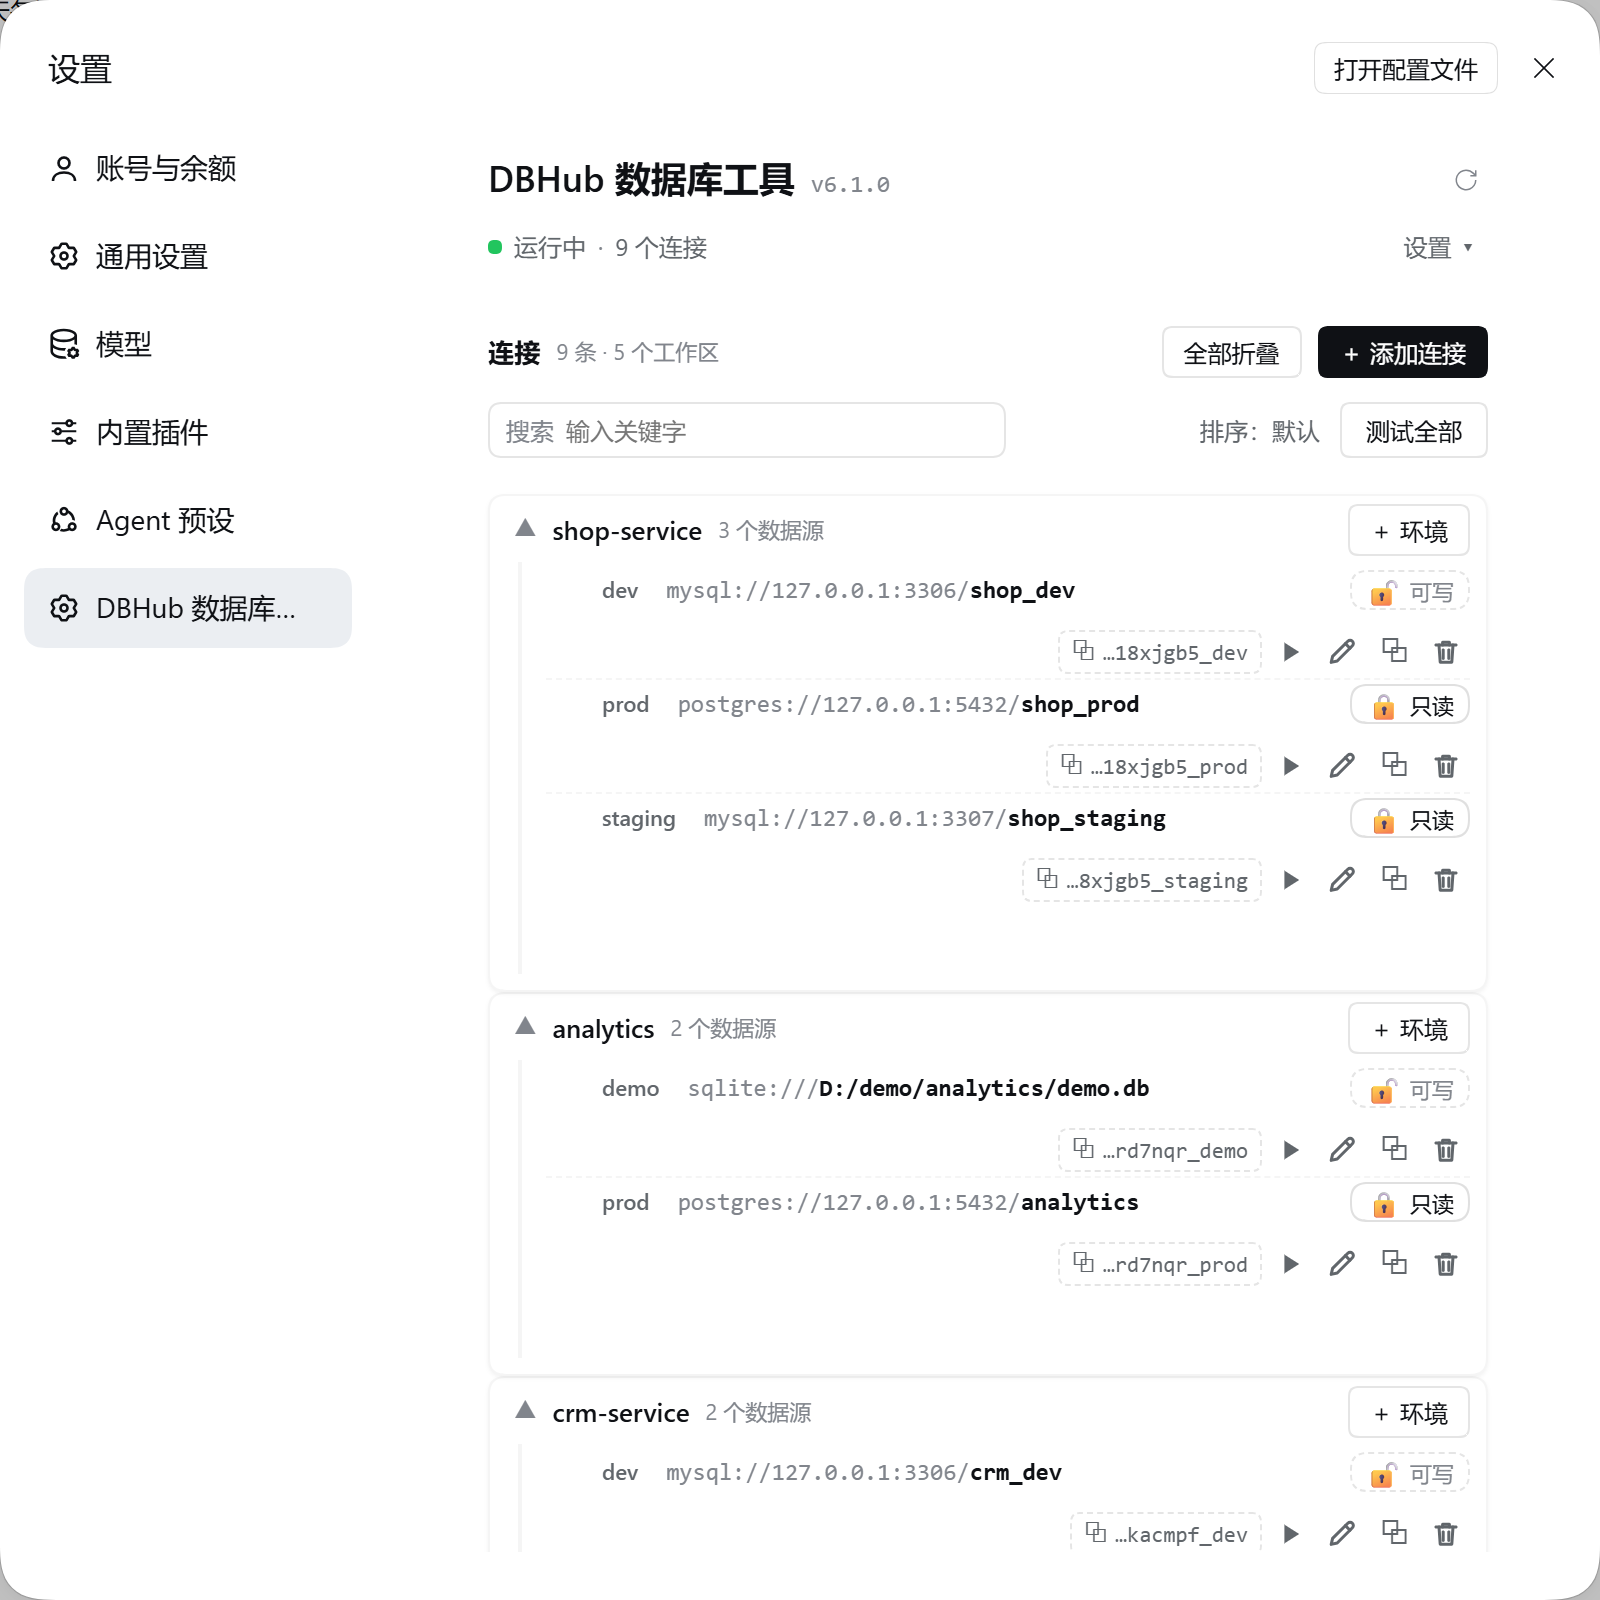 设置
打开配置文件
账号与余额
通用设置
模型
内置插件
Agent 预设
DBHub 数据库...
DBHub 数据库工具 v6.1.0
运行中 · 9 个连接
设置 ▾
连接 9 条 · 5 个工作区
全部折叠
+ 添加连接
搜索 输入关键字
排序：默认
测试全部
shop-service 3 个数据源
+ 环境
dev mysql://127.0.0.1:3306/shop_dev
可写
…18xjgb5_dev
prod postgres://127.0.0.1:5432/shop_prod
只读
…18xjgb5_prod
staging mysql://127.0.0.1:3307/shop_staging
只读
…8xjgb5_staging
analytics 2 个数据源
+ 环境
demo sqlite:///D:/demo/analytics/demo.db
可写
…rd7nqr_demo
prod postgres://127.0.0.1:5432/analytics
只读
…rd7nqr_prod
crm-service 2 个数据源
+ 环境
dev mysql://127.0.0.1:3306/crm_dev
可写
…kacmpf_dev